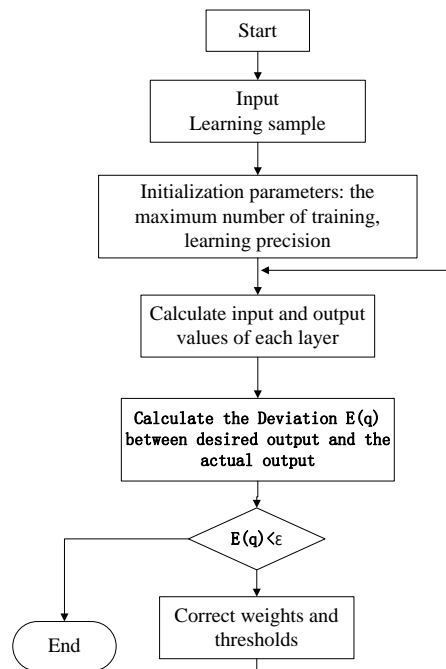 Start
Input
Learning sample
Initialization parameters: the
maximum number of training,
learning precision
Calculate input and output
values of each layer
Calculate the Deviation E(q)
between desired output and the
actual output
E(q)<ε
Correct weights and
thresholds
End